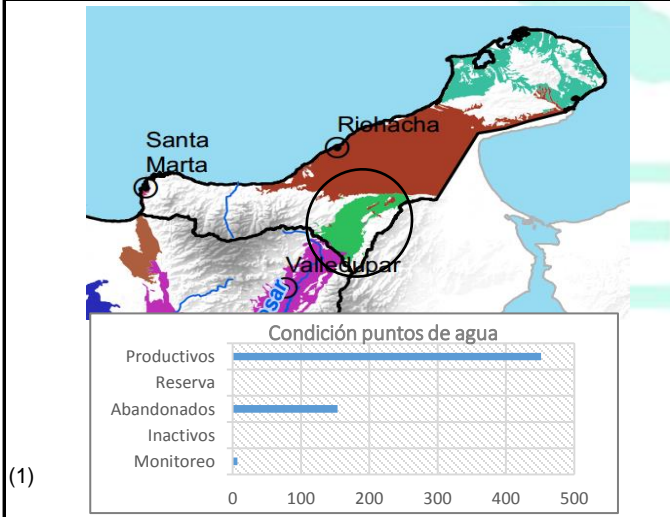 Riohacha
Santa
Marta
Valledupar
esar
Condición puntos de agua
Productivos
Reserva
Abandonados
Inactivos
Monitoreo
0 100 200 300 400 500
(1)